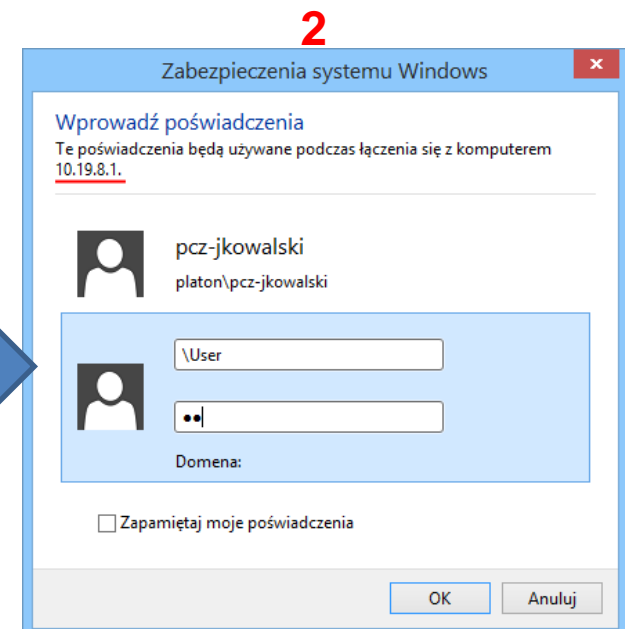 2
Zabezpieczenia systemu Windows
Wprowadź poświadczenia
Te poświadczenia będą używane podczas łączenia się z komputerem
10.19.8.1.
pcz-jkowalski
platon\pcz-jkowalski
\User
••
Domena:
Zapamiętaj moje poświadczenia
OK Anuluj